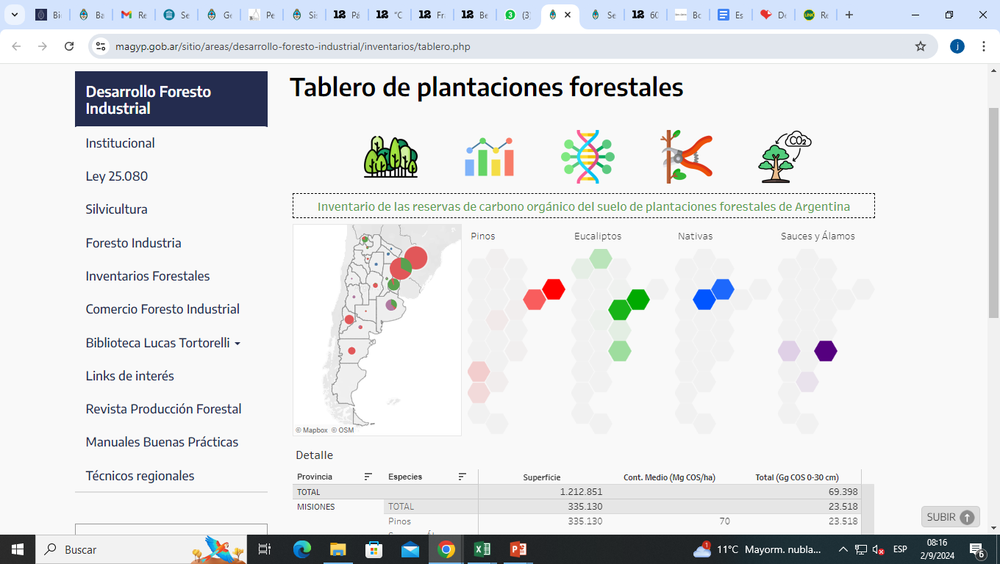 Bi
Ba
Re
Se
Ge
Pe
Sis
12 Pá
12 "C
12 Fra
12 Be
3 (3)
Se
12 60
Bo
Es
De
LINK Re
magyp.gob.ar/sitio/areas/desarrollo-foresto-industrial/inventarios/tablero.php
j
Desarrollo Foresto
Industrial
Institucional
Ley 25.080
Silvicultura
Foresto Industria
Inventarios Forestales
Comercio Foresto Industrial
Biblioteca Lucas Tortorelli
Links de interés
Revista Producción Forestal
Manuales Buenas Prácticas
Técnicos regionales
Tablero de plantaciones forestales
CO2
Inventario de las reservas de carbono orgánico del suelo de plantaciones forestales de Argentina
Pinos Eucaliptos Nativas Sauces y Álamos
© Mapbox © OSM
Detalle
Provincia Especies Superficie Cont. Medio (Mg COS/ha) Total (Gg COS 0-30 cm)
TOTAL 1.212.851 69.398
MISIONES TOTAL 335.130 23.518
Pinos 335.130 70 23.518
SUBIR
Buscar
1 11°C Mayorm. nubla...
ESP
08:16
2/9/2024
6